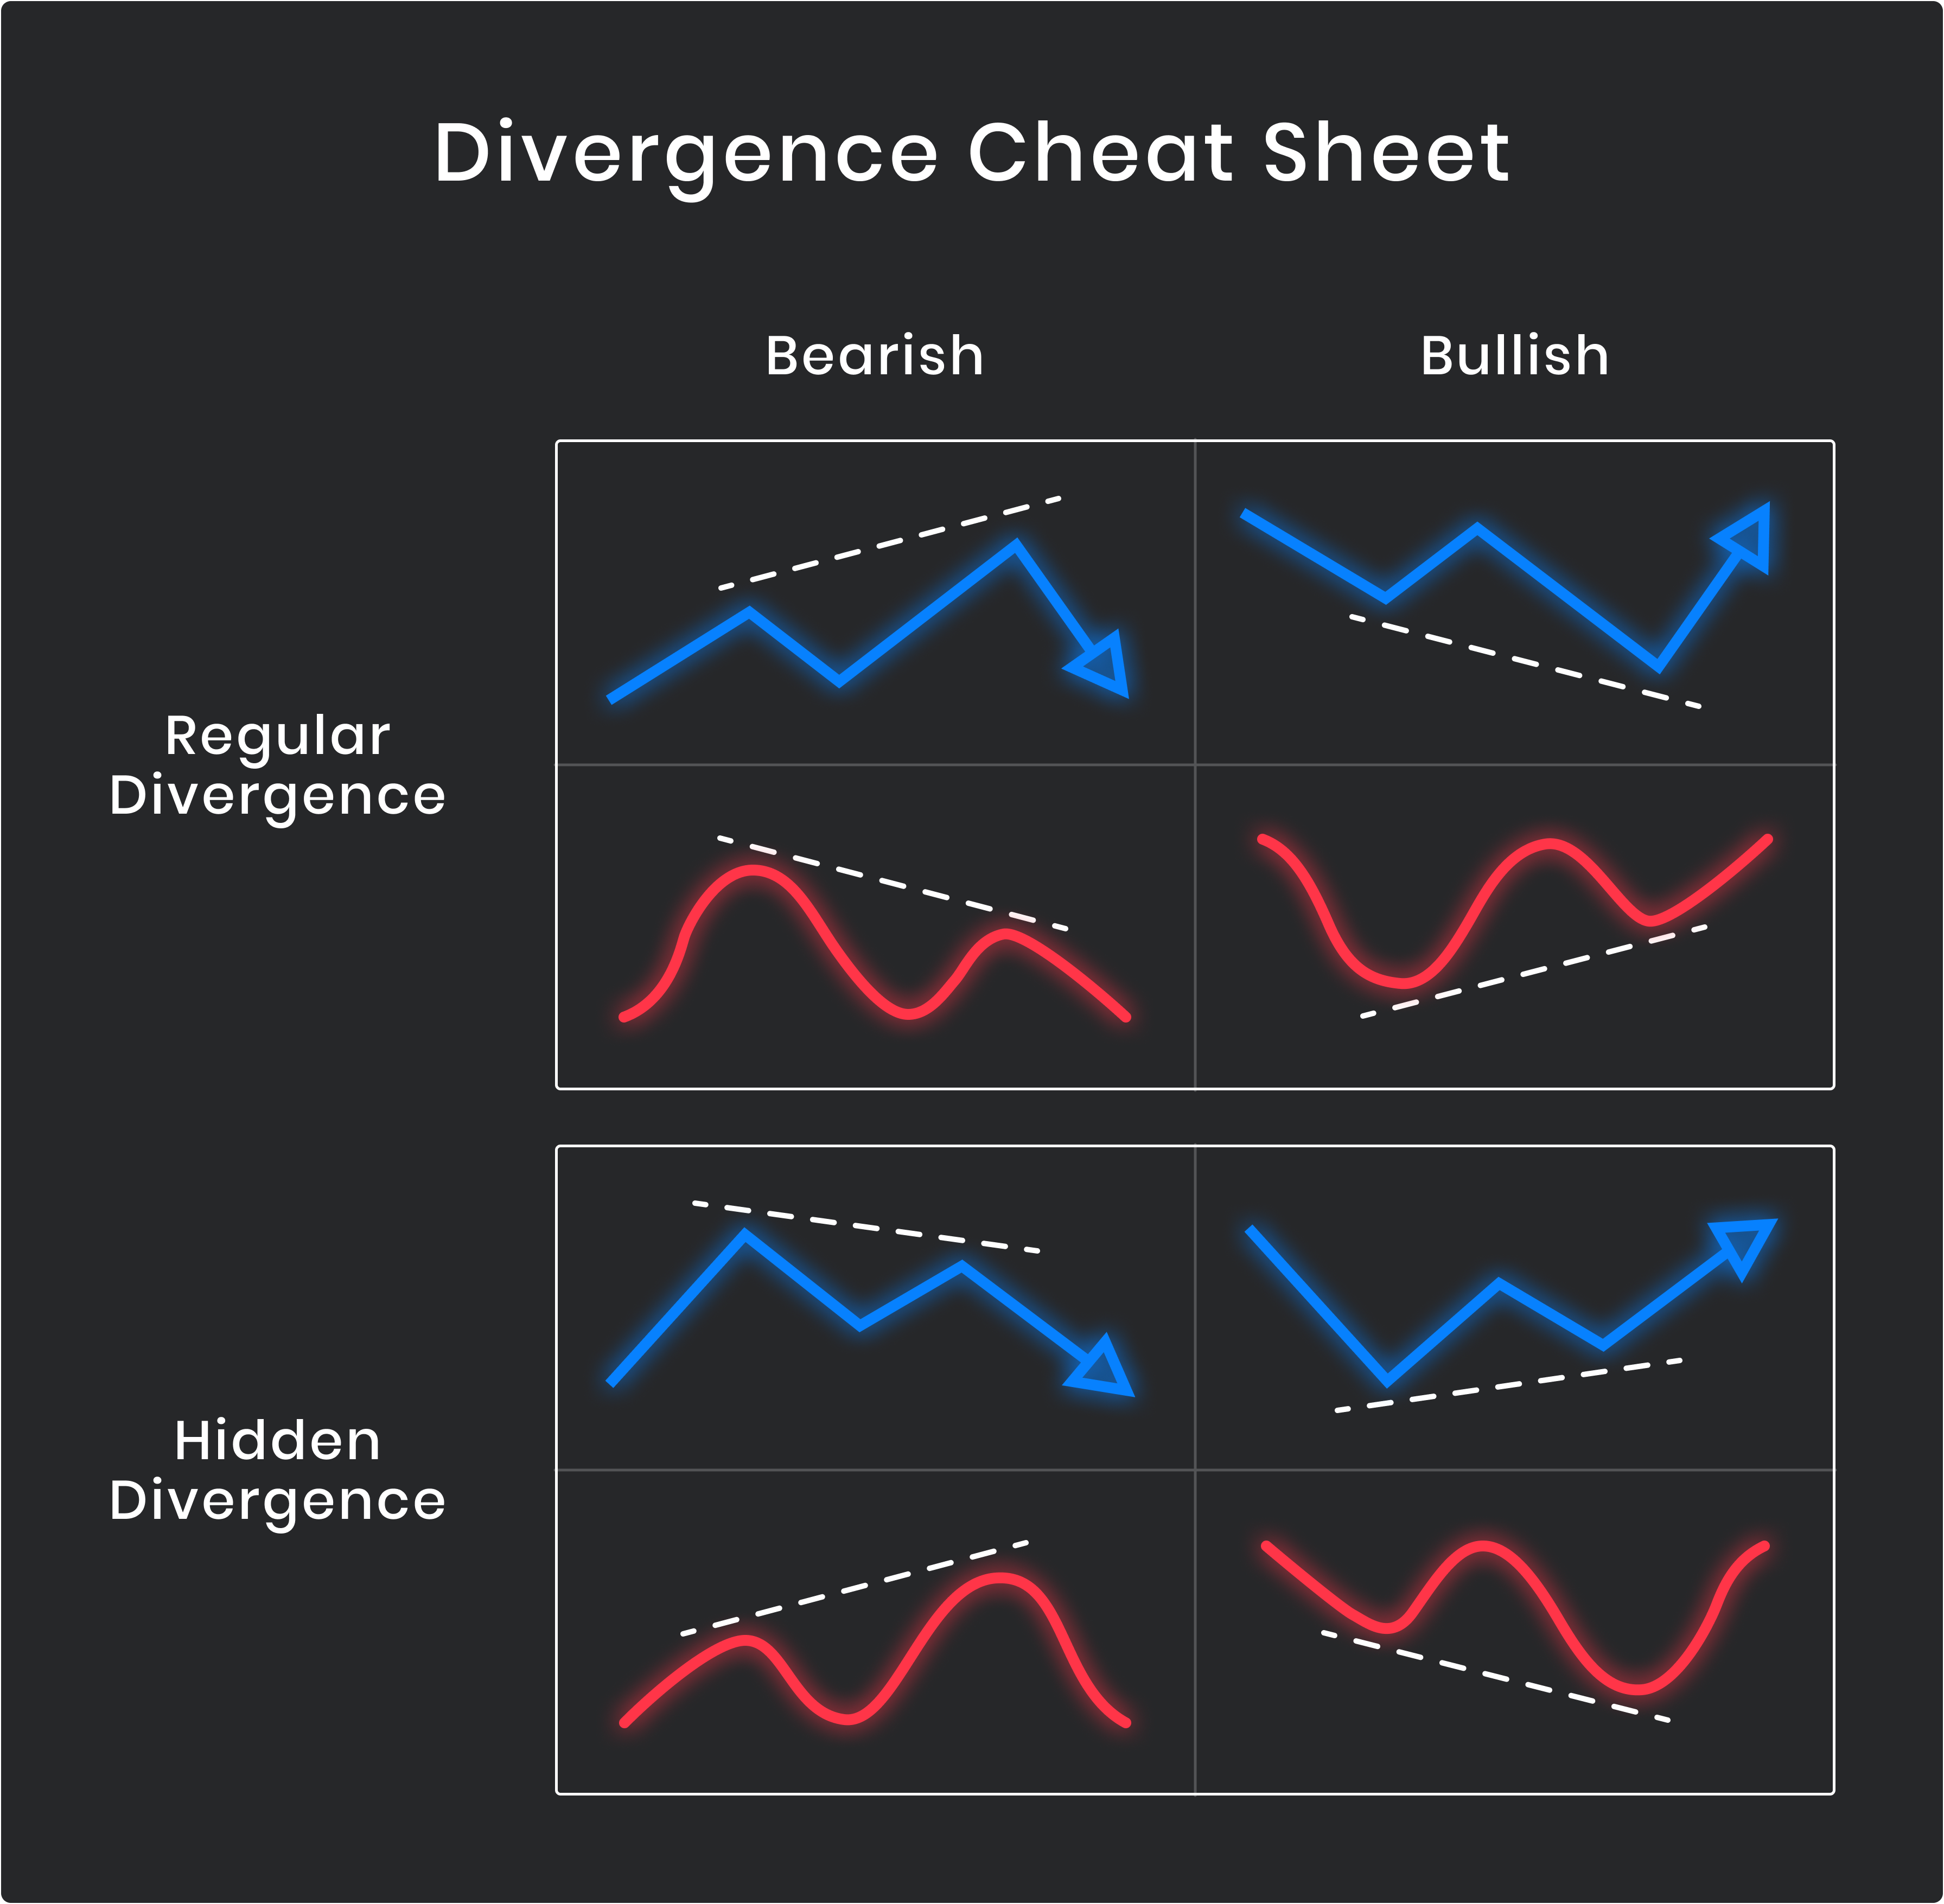 Divergence Cheat Sheet
Bearish
Bullish
Regular
Divergence
Hidden
Divergence